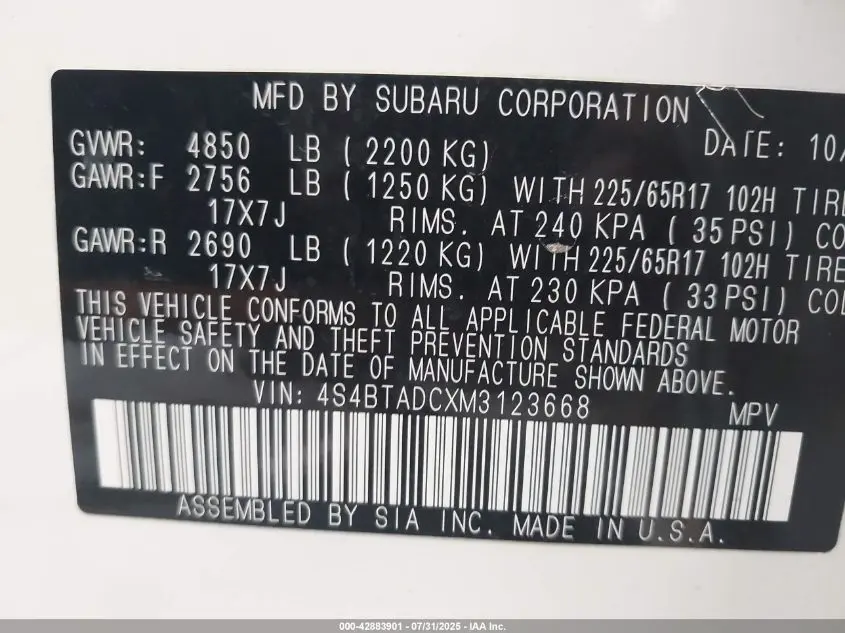 MFD BY SUBARU CORPORATION
DATE: 10/
GVWR: 4850 LB ( 2200 KG)
GAWR:F 2756 LB ( 1250 KG) WITH 225/65R17 102H TIRE
17X7J RIMS. AT 240 KPA ( 35 PSI) CO
GAWR:R 2690 LB ( 1220 KG) WITH 225/65R17 102H TIRE
17X7J RIMS. AT 230 KPA ( 33 PSI) COL
THIS VEHICLE CONFORMS TO ALL APPLICABLE FEDERAL MOTOR
VEHICLE SAFETY AND THEFT PREVENTION STANDARDS
IN EFFECT ON THE DATE OF MANUFACTURE SHOWN ABOVE.
VIN: 4S4BTADCXM3123668 MPV
ASSEMBLED BY SIA INC. MADE IN U.S.A.
000-42883901 - 07/31/2025 - IAA Inc.